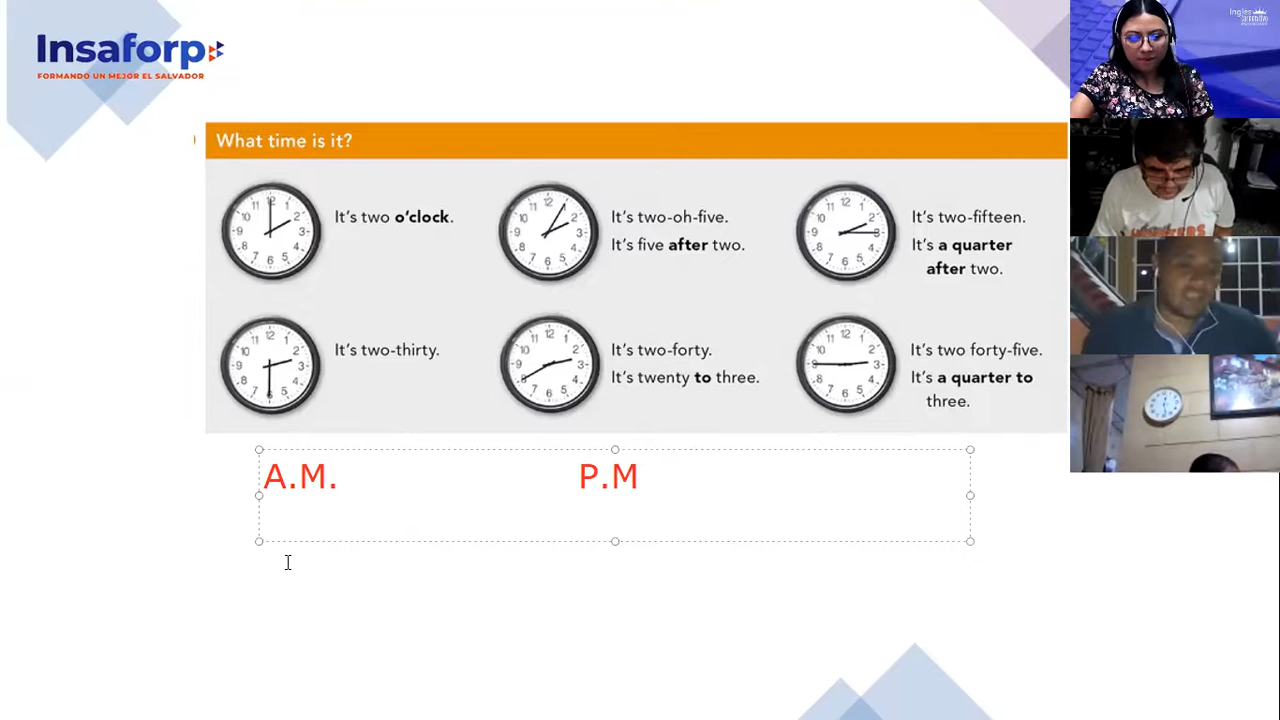 Insaforp
FORMANDO UN MEJOR EL SALVADOR
Ingles
What time is it?
It's two o'clock.
It's two-oh-five.
It's five after two.
It's two-fifteen.
It's a quarter
after two.
It's two-thirty.
It's two-forty.
It's twenty to three.
It's two forty-five.
It's a quarter to
three.
A.M.
P.M